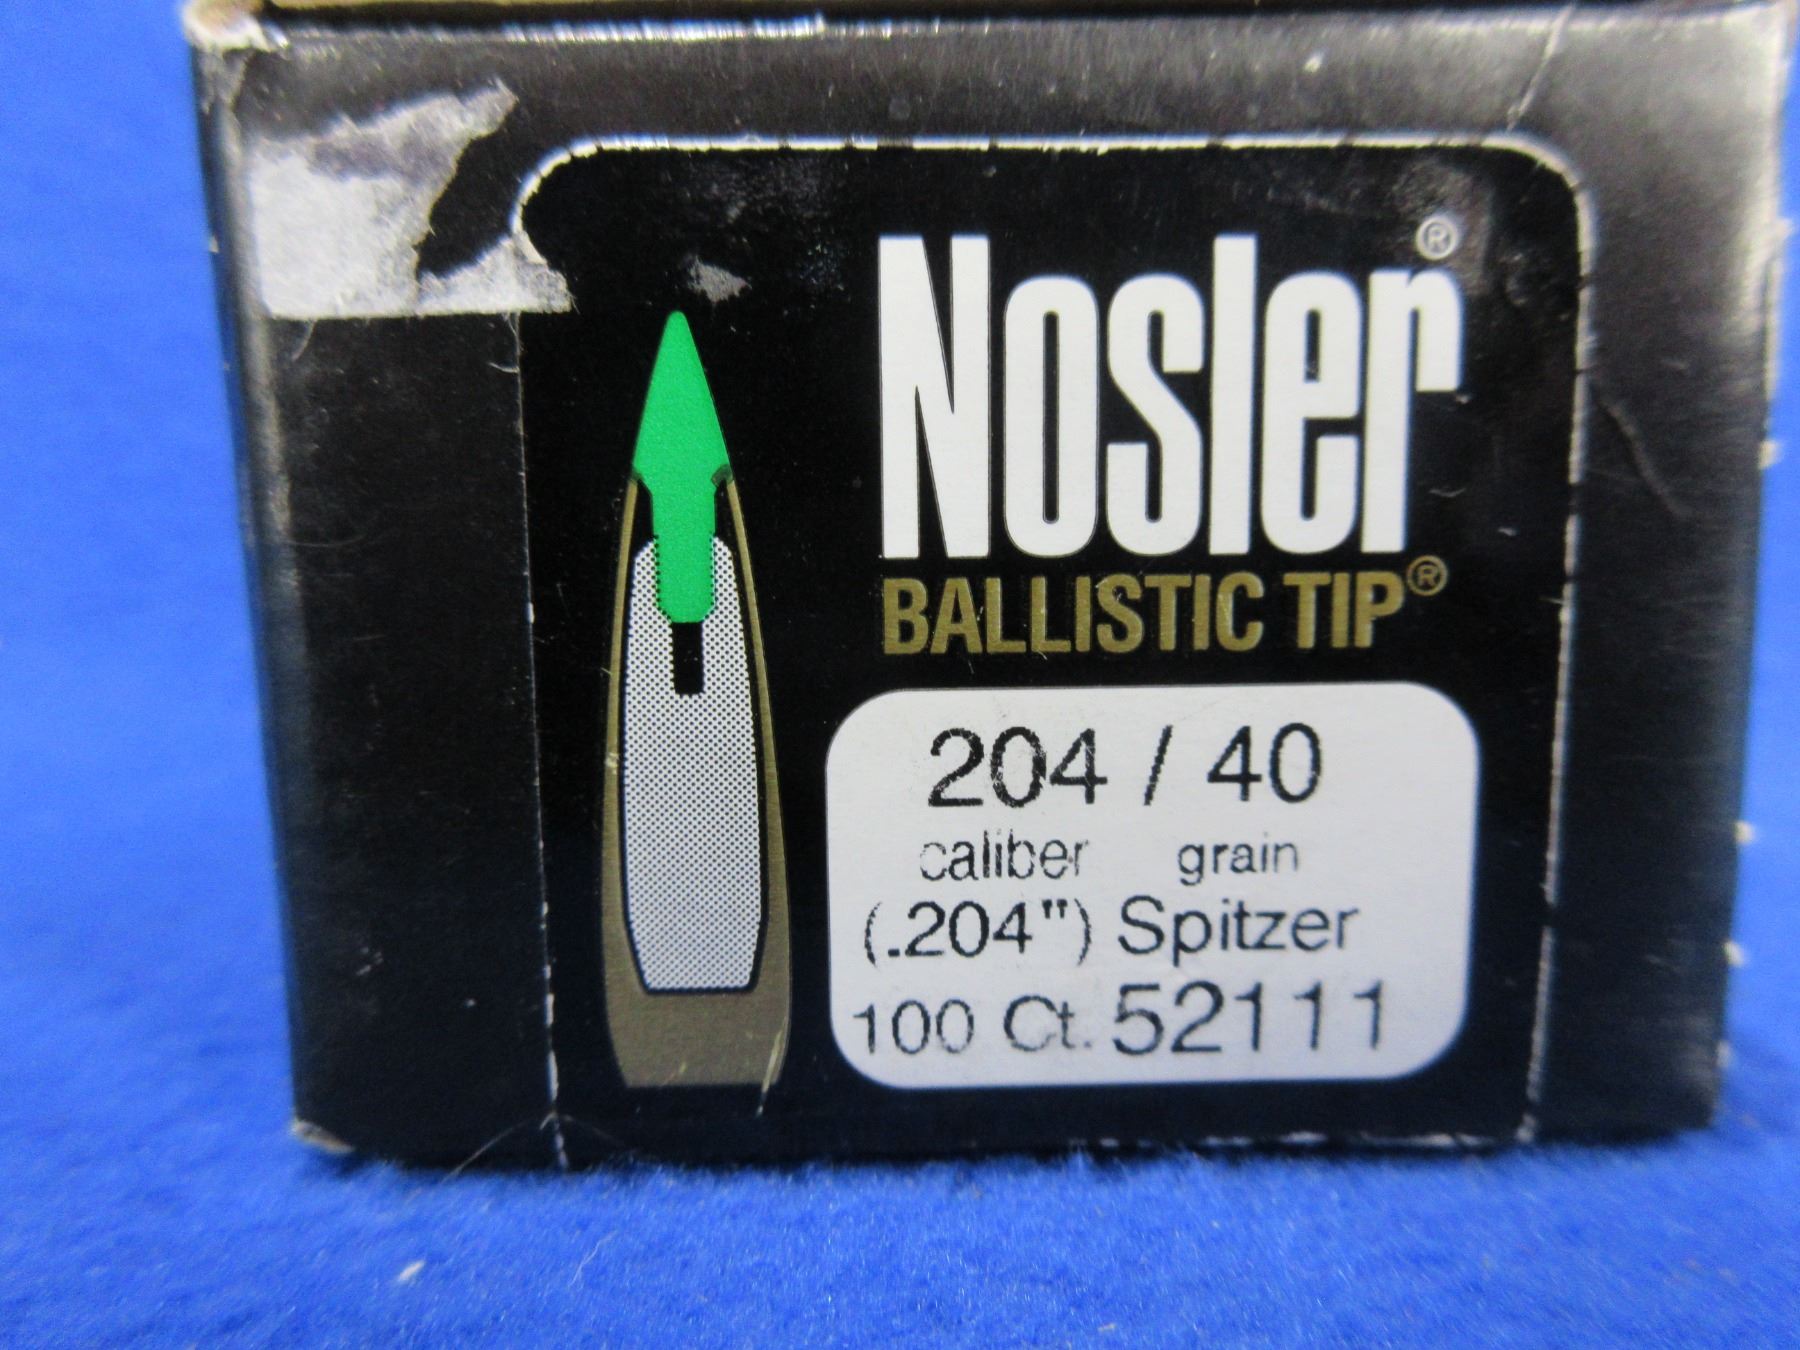 Nosler®
BALLISTIC TIP®
204 / 40
caliber grain
(.204") Spitzer
100 Ct. 52111